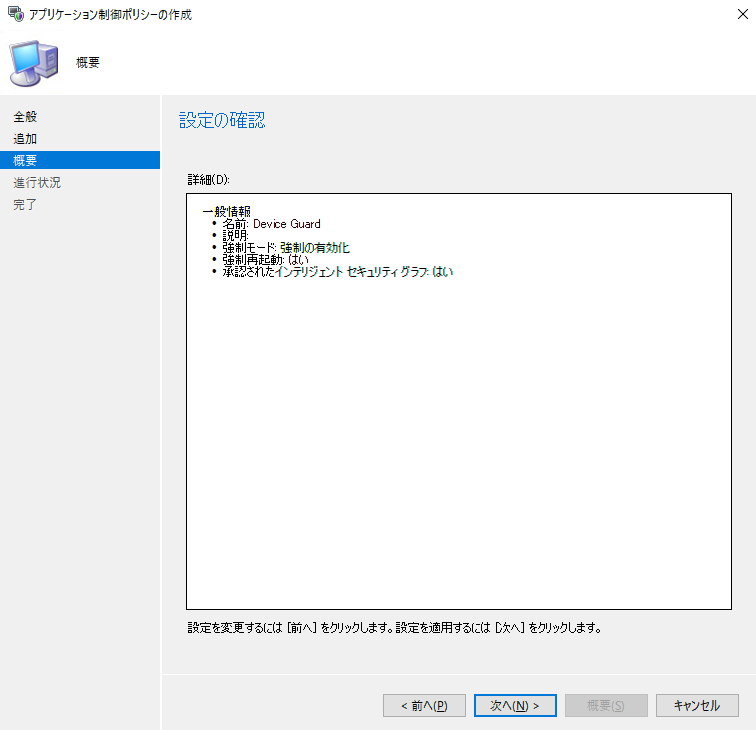 アプリケーション制御ポリシーの作成
概要
全般
追加
概要
進行状況
完了
設定の確認
詳細(D):
一般情報
• 名前: Device Guard
• 説明:
• 強制モード: 強制の有効化
• 強制再起動: はい
• 承認されたインテリジェント セキュリティ グラフ: はい
設定を変更するには [前へ] をクリックします。設定を適用するには [次へ] をクリックします。
< 前へ(P)
次へ(N) >
概要(S)
キャンセル